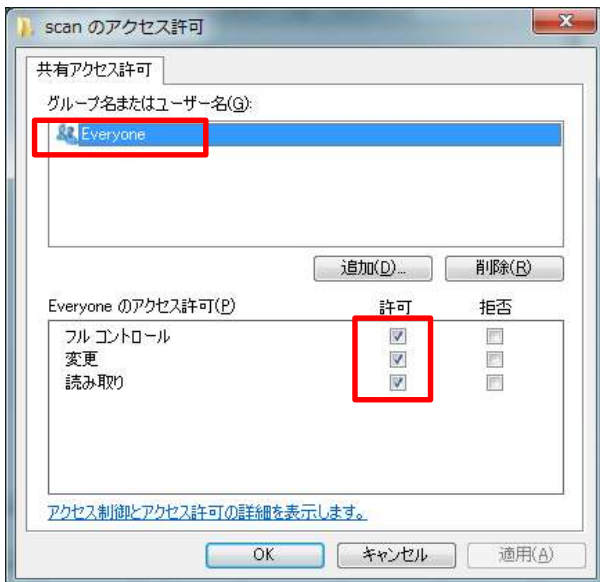 scan のアクセス許可
共有アクセス許可
グループ名またはユーザー名(G):
Everyone
追加(D)...
削除(R)
Everyone のアクセス許可(P)
許可
拒否
フル コントロール
変更
読み取り
アクセス制御とアクセス許可の詳細を表示します。
OK
キャンセル
適用(A)